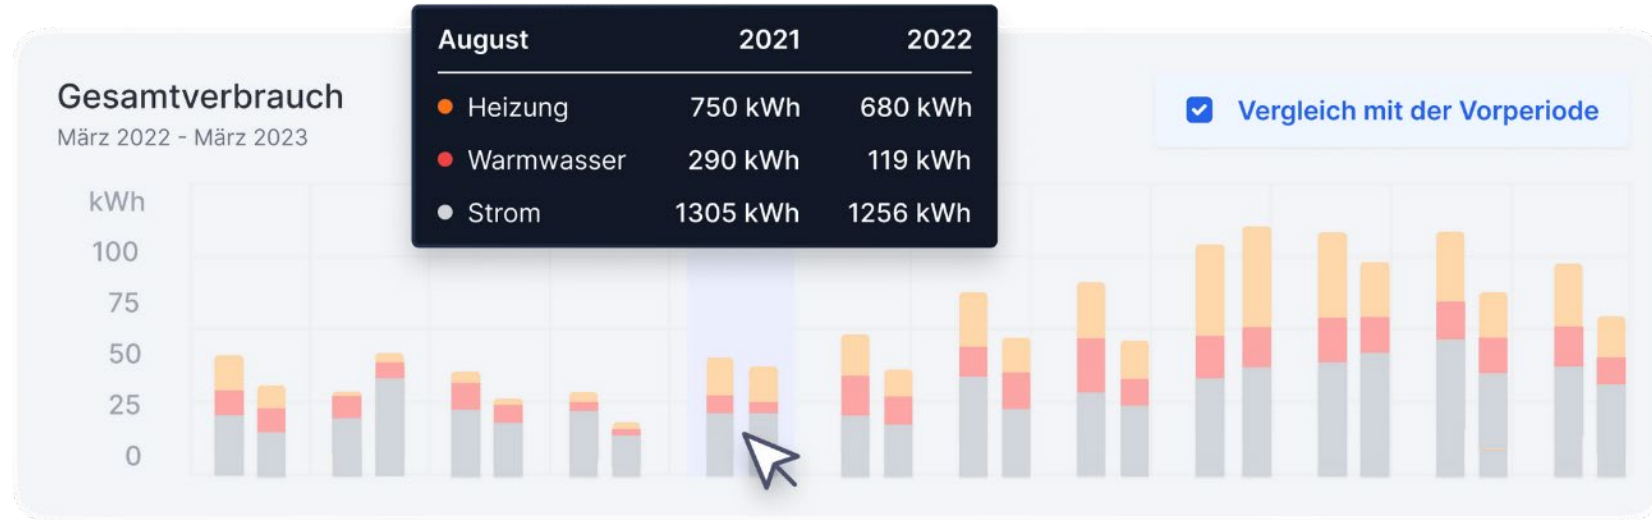 August 2021 2022
Heizung 750 kWh 680 kWh
Warmwasser 290 kWh 119 kWh
Strom 1305 kWh 1256 kWh
Gesamtverbrauch
März 2022 - März 2023
Vergleich mit der Vorperiode
kWh
100
75
50
25
0